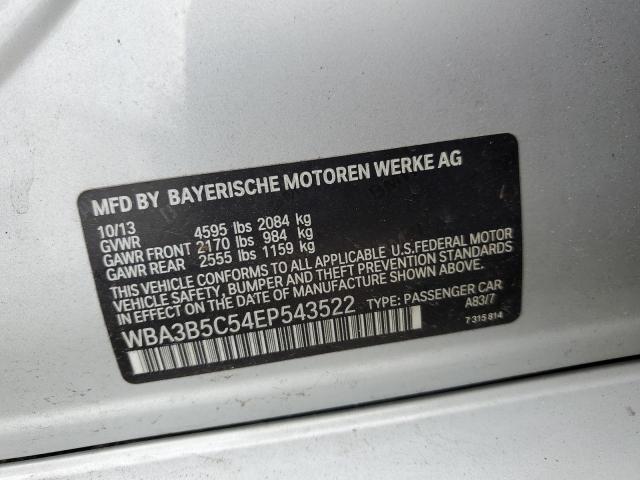 MFD BY BAYERISCHE MOTOREN WERKE AG
10/13
GVWR 4595 lbs 2084 kg
GAWR FRONT 2170 lbs 984 kg
GAWR REAR 2555 lbs 1159 kg
THIS VEHICLE CONFORMS TO ALL APPLICABLE U.S.FEDERAL MOTOR
VEHICLE SAFETY, BUMPER, AND THEFT PREVENTION STANDARDS
IN EFFECT ON THE DATE OF MANUFACTURE SHOWN ABOVE.
WBA3B5C54EP543522 TYPE: PASSENGER CAR
A83/7
7 315 814